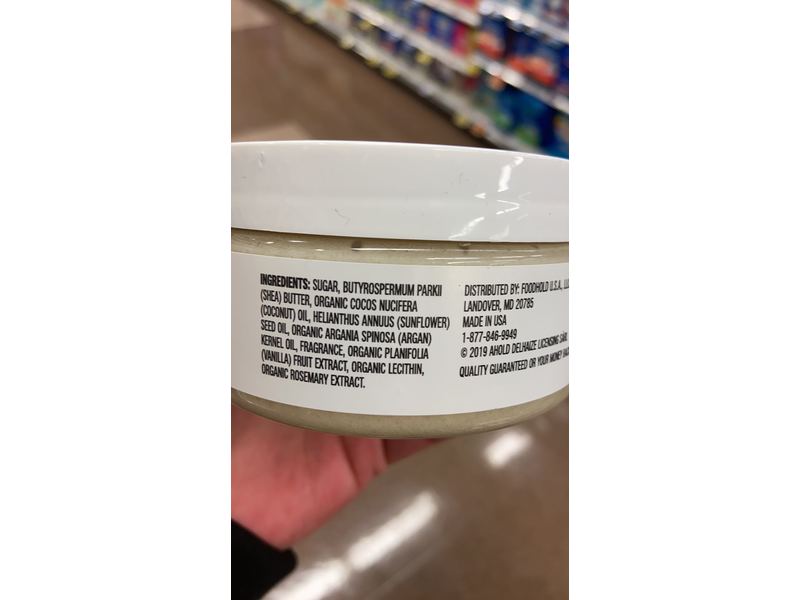 INGREDIENTS: SUGAR, BUTYROSPERMUM PARKII
(SHEA) BUTTER, ORGANIC COCOS NUCIFERA
(COCONUT) OIL, HELIANTHUS ANNUUS (SUNFLOWER)
SEED OIL, ORGANIC ARGANIA SPINOSA (ARGAN)
KERNEL OIL, FRAGRANCE, ORGANIC PLANIFOLIA
(VANILLA) FRUIT EXTRACT, ORGANIC LECITHIN,
ORGANIC ROSEMARY EXTRACT.
DISTRIBUTED BY: FOODHOLD U.S.A., LLC
LANDOVER, MD 20785
MADE IN USA
1-877-846-9949
© 2019 AHOLD DELHAIZE LICENSING SÀRL
QUALITY GUARANTEED OR YOUR MONEY